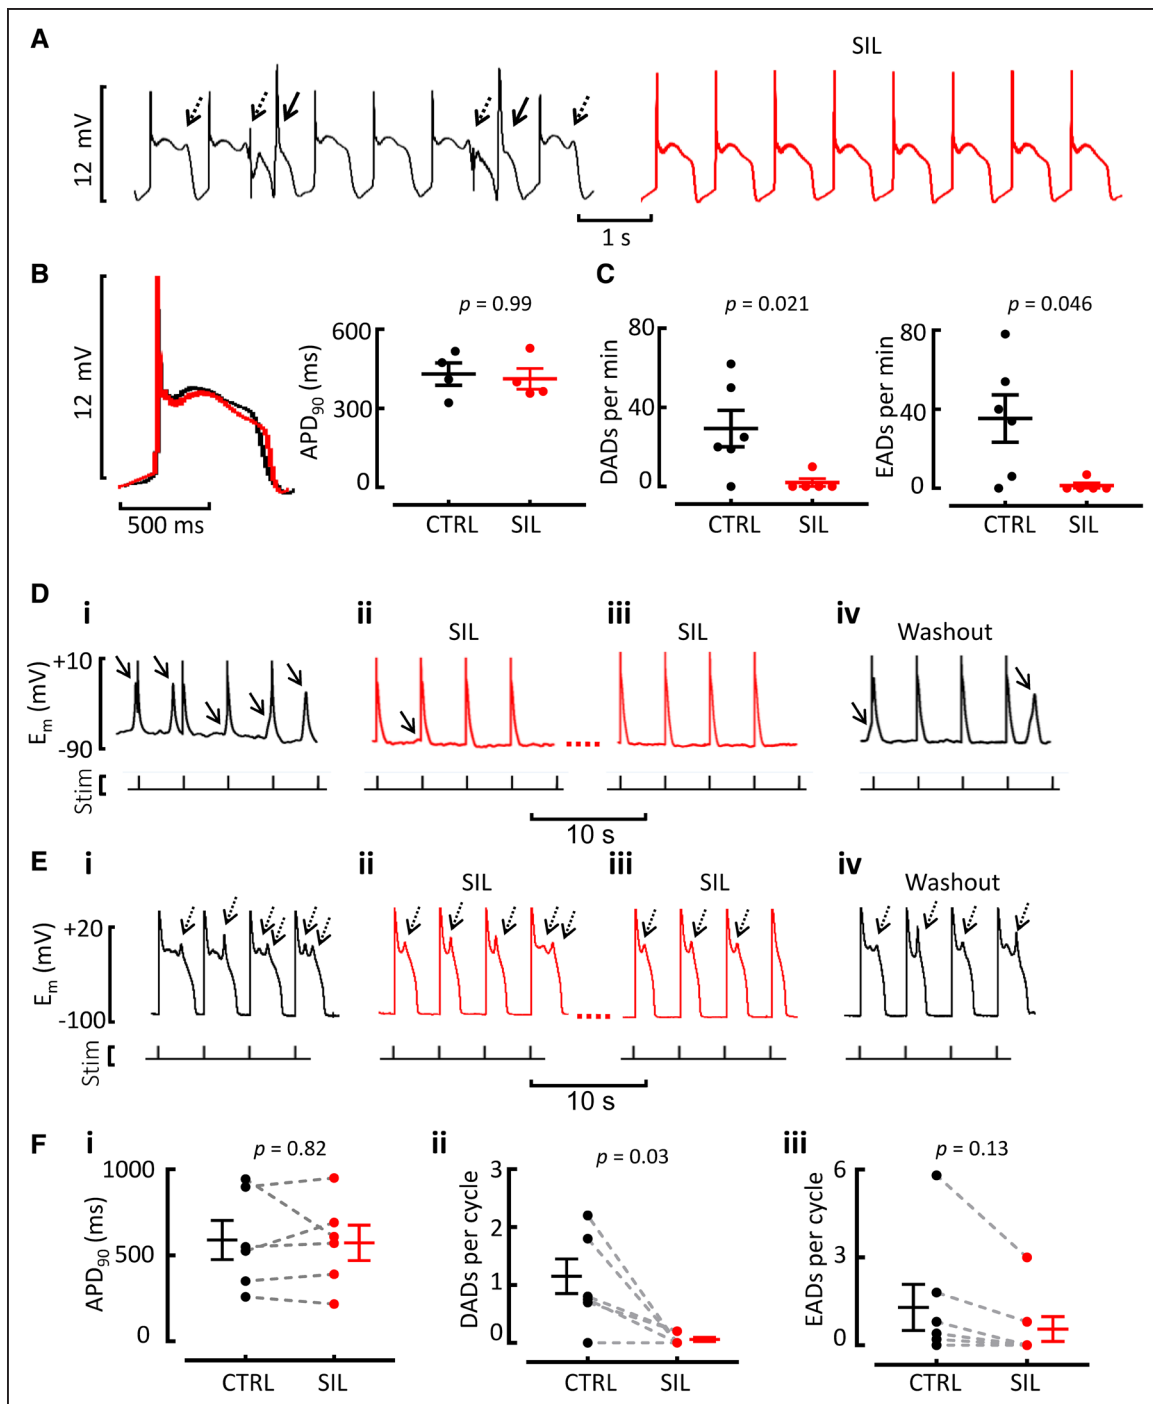 A
SIL
12 mV
1 s
B
12 mV
500 ms
p = 0.99
APD90 (ms)
600
300
0
CTRL SIL
C
p = 0.021
DADs per min
80
40
0
CTRL SIL
p = 0.046
EADs per min
80
40
0
CTRL SIL
D
i ii iii iv
SIL SIL Washout
+10
Em (mV)
-90
Stim
10 s
E
i ii iii iv
SIL SIL Washout
+20
Em (mV)
-100
Stim
10 s
F
i
p = 0.82
APD90 (ms)
1000
500
0
CTRL SIL
ii
p = 0.03
DADs per cycle
3
2
1
0
CTRL SIL
iii
p = 0.13
EADs per cycle
6
3
0
CTRL SIL